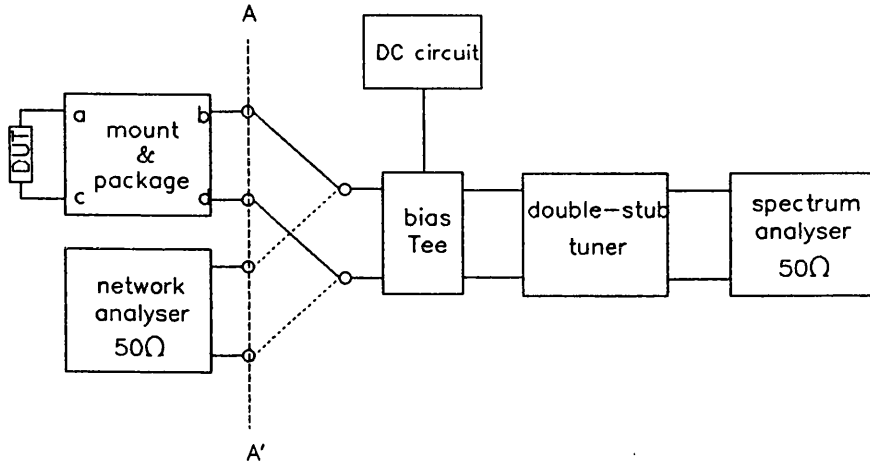 A
DC circuit
DUT
a
b
mount
&
package
c
d
bias
Tee
double-stub
tuner
spectrum
analyser
50Ω
network
analyser
50Ω
A'